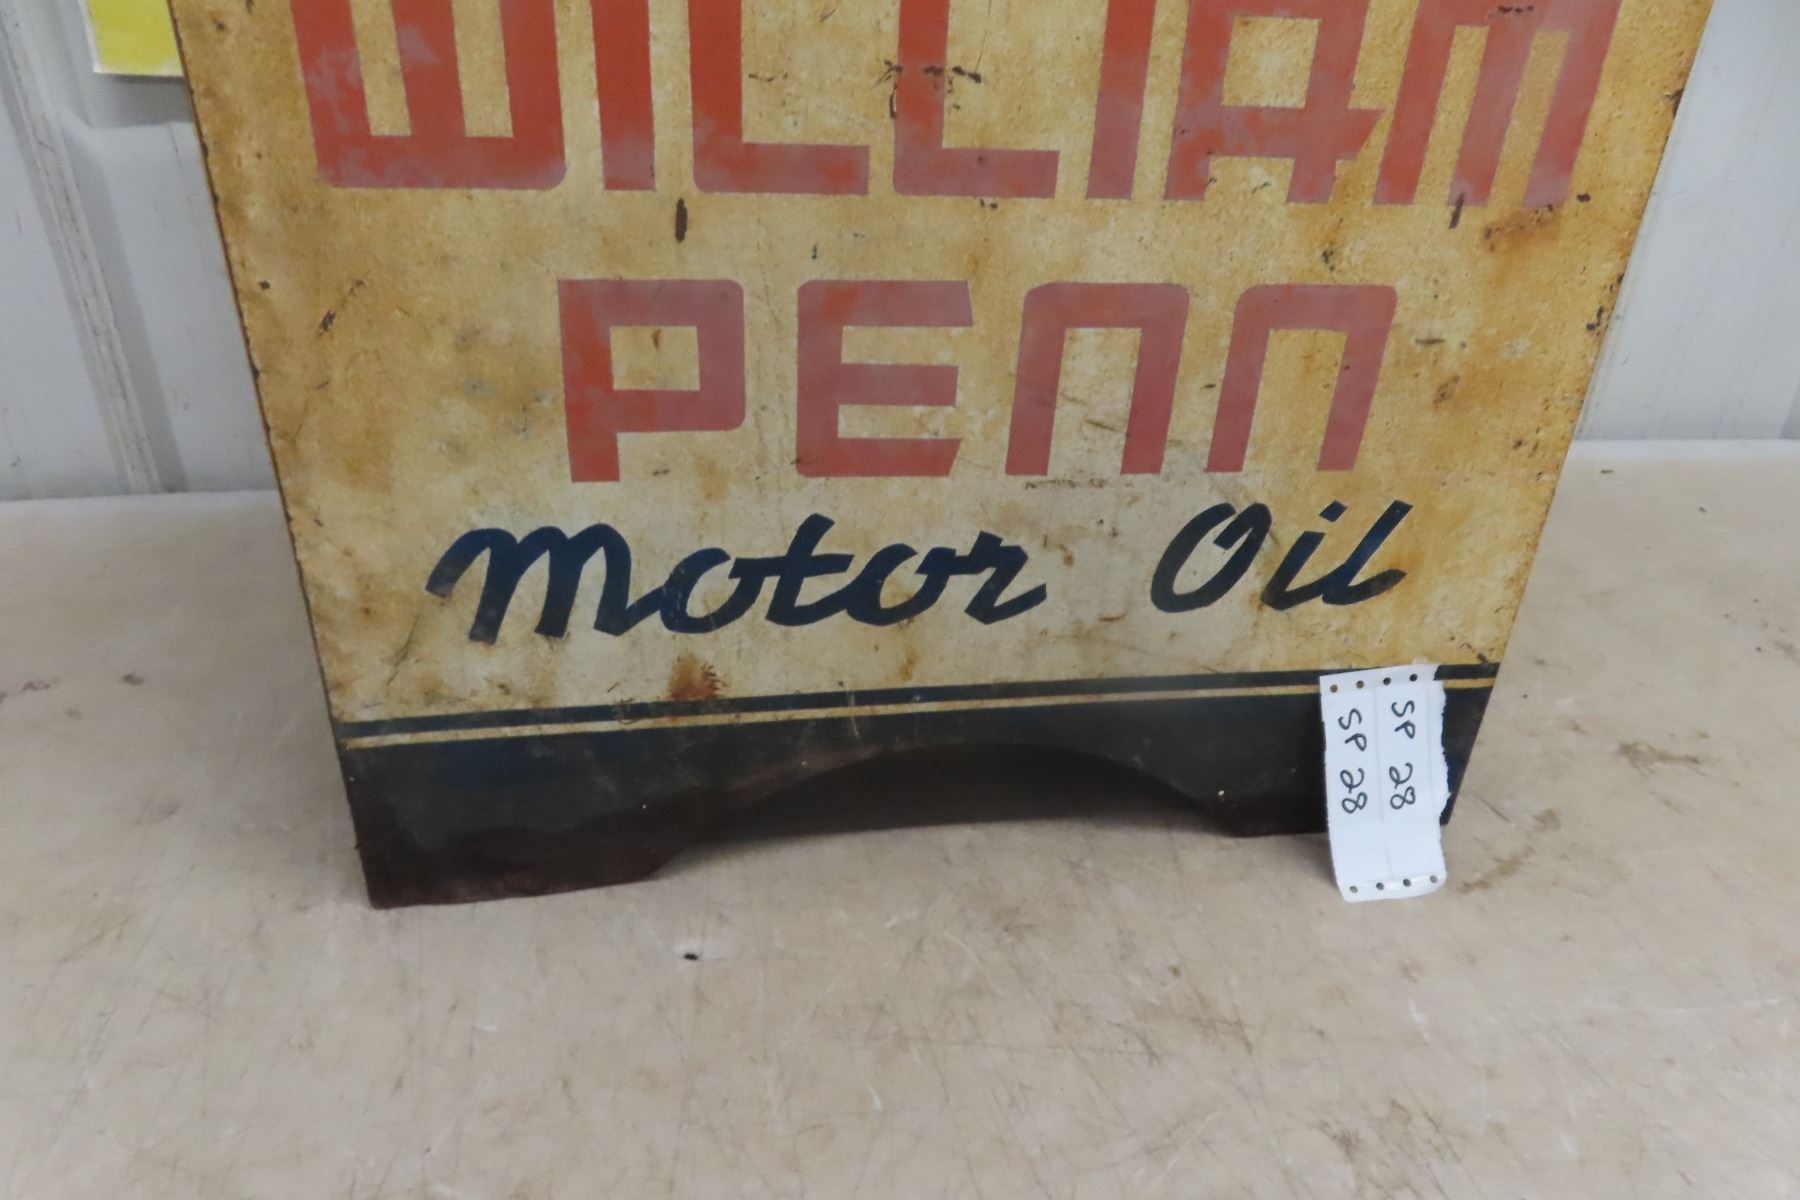 WILLIAM
PENN
Motor Oil
SP 28
SP 28